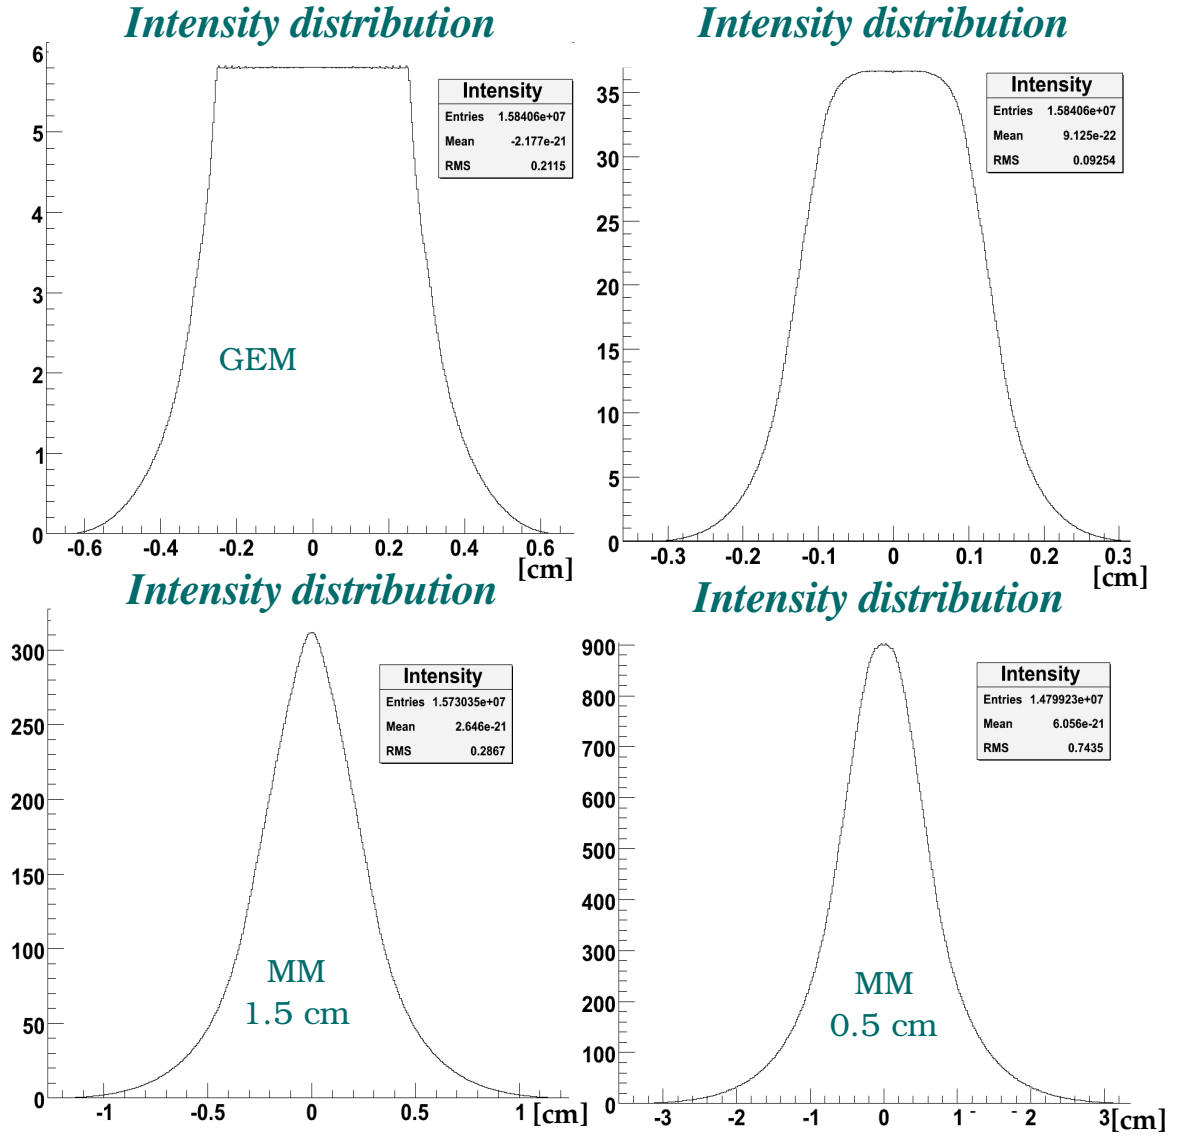 Intensity distribution
6
5
4
3
2
1
0
Intensity
Entries 1.58406e+07
Mean -2.177e-21
RMS 0.2115
GEM
-0.6 -0.4 -0.2 0 0.2 0.4 0.6
[cm]
Intensity distribution
35
30
25
20
15
10
5
0
Intensity
Entries 1.58406e+07
Mean 9.125e-22
RMS 0.09254
-0.3 -0.2 -0.1 0 0.1 0.2 0.3
[cm]
Intensity distribution
300
250
200
150
100
50
0
Intensity
Entries 1.573035e+07
Mean 2.646e-21
RMS 0.2867
MM
1.5 cm
-1 -0.5 0 0.5 1 [cm]
Intensity distribution
900
800
700
600
500
400
300
200
100
0
Intensity
Entries 1.479923e+07
Mean 6.056e-21
RMS 0.7435
MM
0.5 cm
-3 -2 -1 0 1 - - 2 3 [cm]